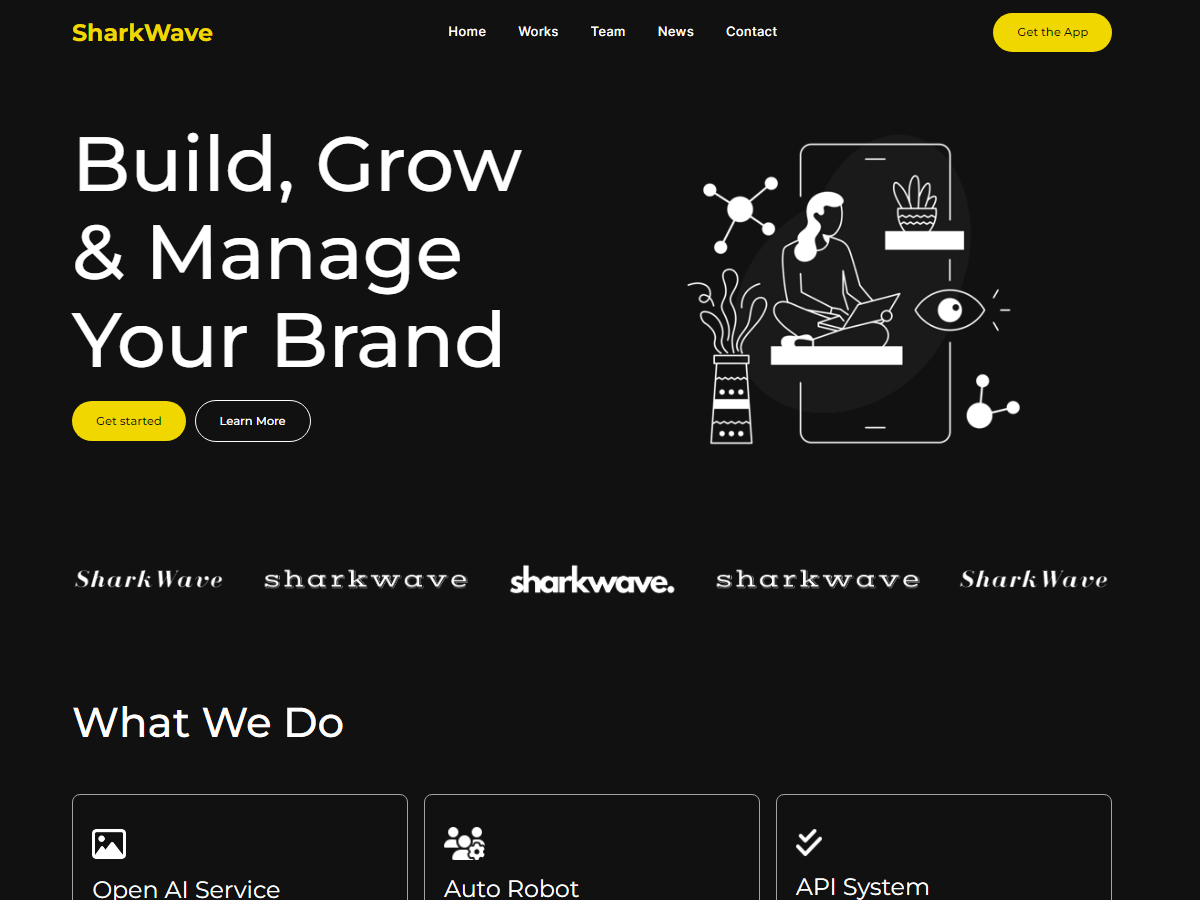 SharkWave
Home Works Team News Contact
Get the App
Build, Grow
& Manage
Your Brand
Get started
Learn More
SharkWave
sharkwave
sharkwave.
sharkwave
SharkWave
What We Do
Open AI Service
Auto Robot
API System